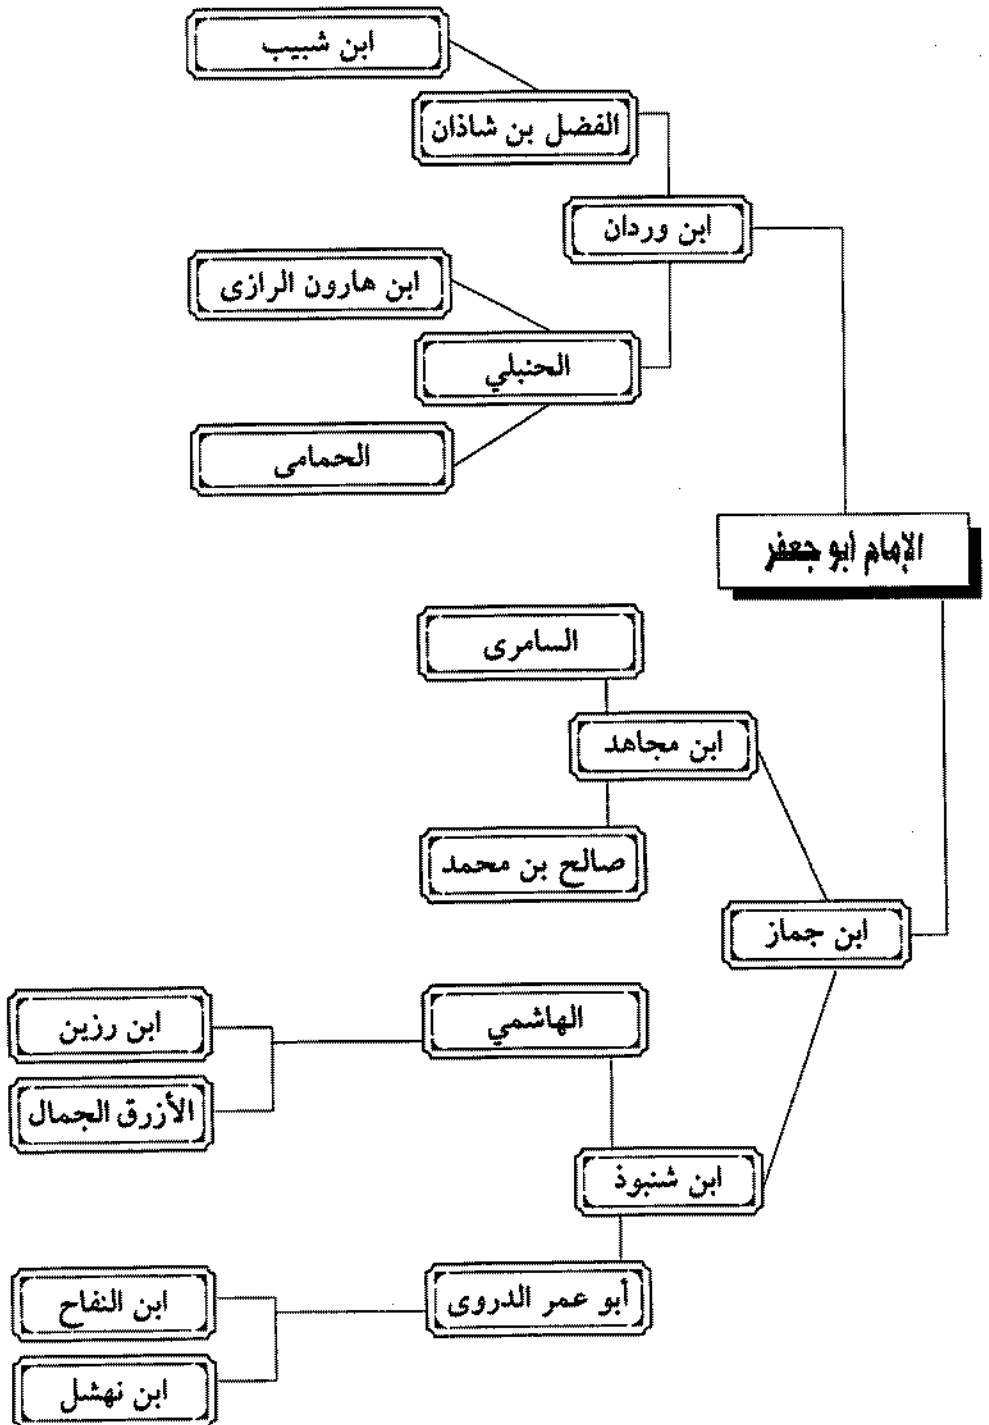 ابن شبيب
الفضل بن شاذان
ابن وردان
ابن هارون الرازى
الحنبلي
الحمامى
الإمام أبو جعفر
السامرى
ابن مجاهد
صالح بن محمد
ابن جماز
الهاشمي
ابن رزين
الأزرق الجمال
ابن شنبوذ
أبو عمر الدروى
ابن النفاح
ابن نهشل